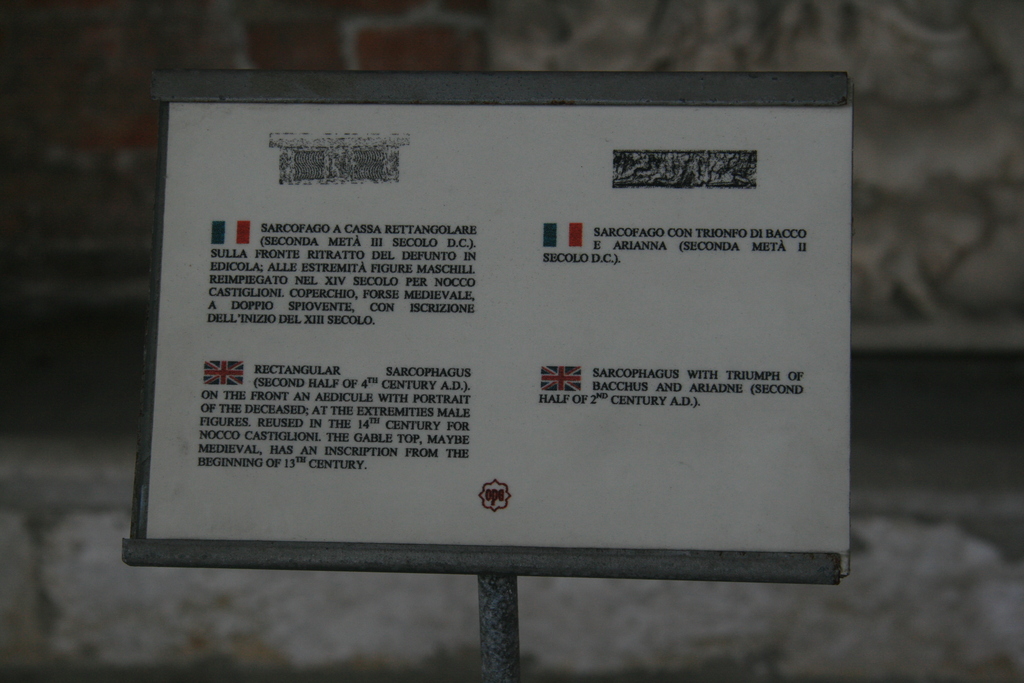 SARCOFAGO A CASSA RETTANGOLARE
(SECONDA METÀ III SECOLO D.C.).
SULLA FRONTE RITRATTO DEL DEFUNTO IN
EDICOLA; ALLE ESTREMITÀ FIGURE MASCHILI.
REIMPIEGATO NEL XIV SECOLO PER NOCCO
CASTIGLIONI. COPERCHIO, FORSE MEDIEVALE,
A DOPPIO SPIOVENTE, CON ISCRIZIONE
DELL'INIZIO DEL XIII SECOLO.
RECTANGULAR SARCOPHAGUS
(SECOND HALF OF 4TH CENTURY A.D.).
ON THE FRONT AN AEDICULE WITH PORTRAIT
OF THE DECEASED; AT THE EXTREMITIES MALE
FIGURES. REUSED IN THE 14TH CENTURY FOR
NOCCO CASTIGLIONI. THE GABLE TOP, MAYBE
MEDIEVAL, HAS AN INSCRIPTION FROM THE
BEGINNING OF 13TH CENTURY.
SARCOFAGO CON TRIONFO DI BACCO
E ARIANNA (SECONDA METÀ II
SECOLO D.C.).
SARCOPHAGUS WITH TRIUMPH OF
BACCHUS AND ARIADNE (SECOND
HALF OF 2ND CENTURY A.D.).
opa